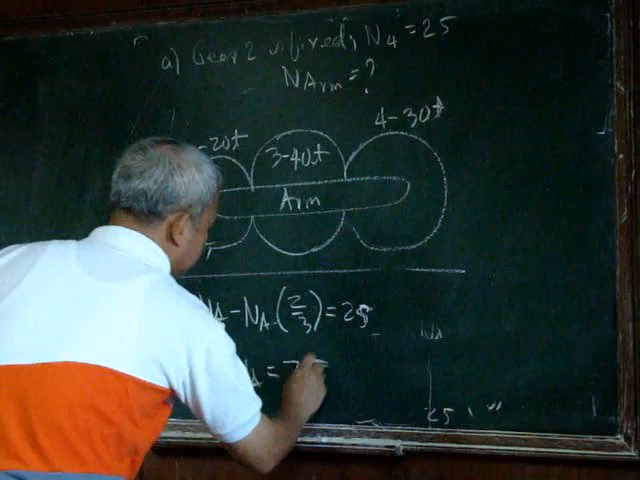 a) Gear 2 is fixed, N4 = 25
NArm = ?
-20t
3-40t
4-30t
Arm
NA - NA (2/3) = 25
A = 75
NA